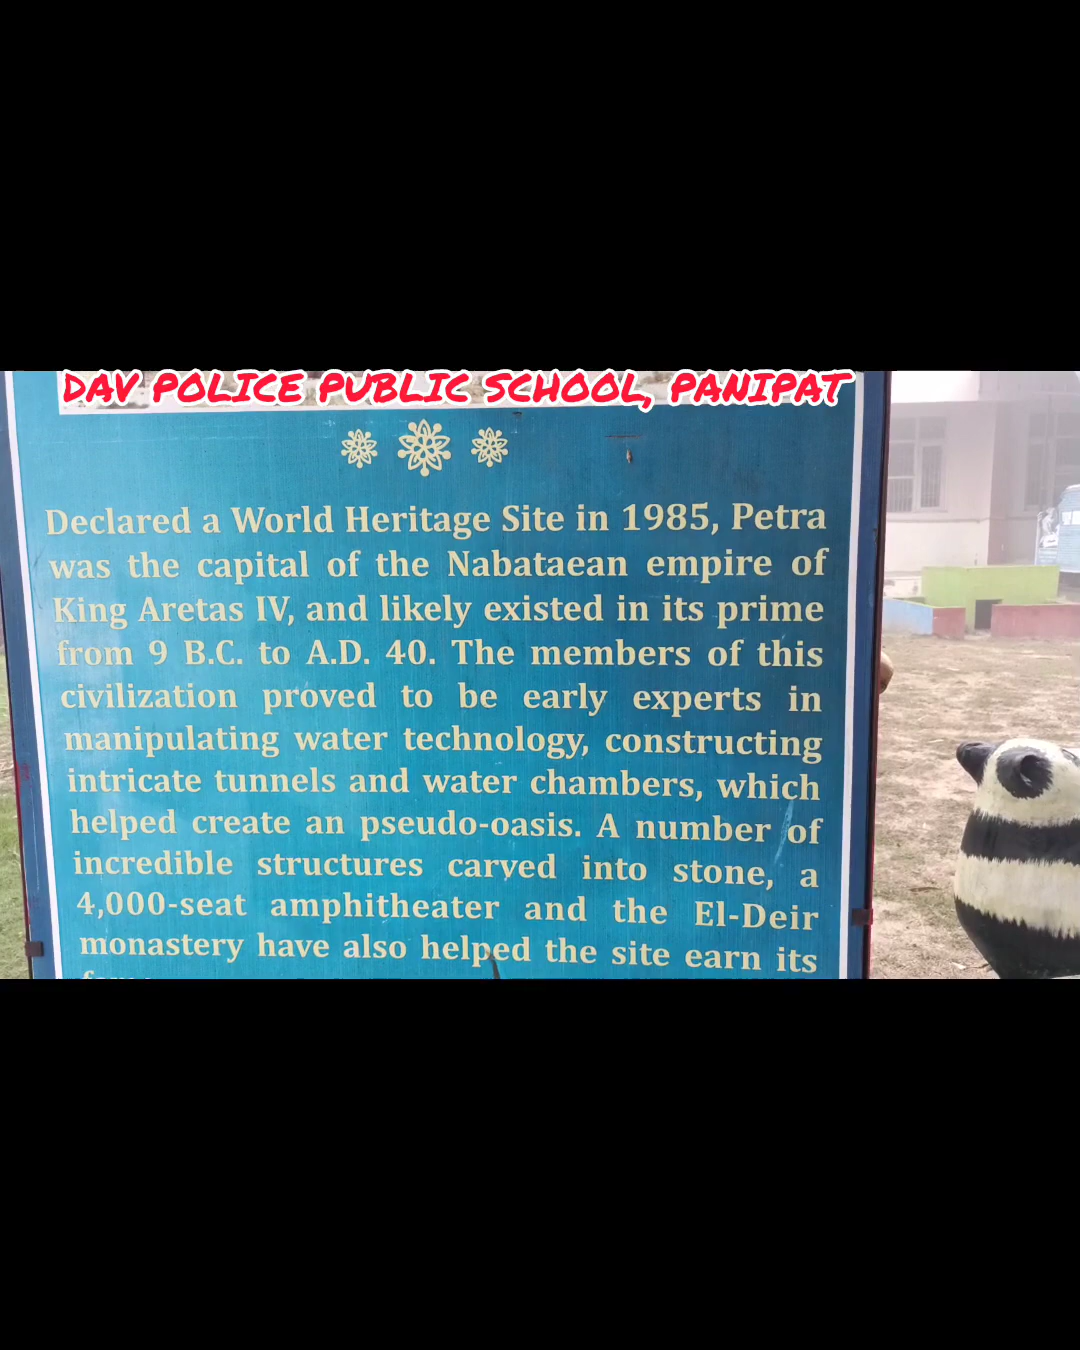 DAV POLICE PUBLIC SCHOOL, PANIPAT
Declared a World Heritage Site in 1985, Petra
was the capital of the Nabataean empire of
King Aretas IV, and likely existed in its prime
from 9 B.C. to A.D. 40. The members of this
civilization proved to be early experts in
manipulating water technology, constructing
intricate tunnels and water chambers, which
helped create an pseudo-oasis. A number of
incredible structures carved into stone, a
4,000-seat amphitheater and the El-Deir
monastery have also helped the site earn its